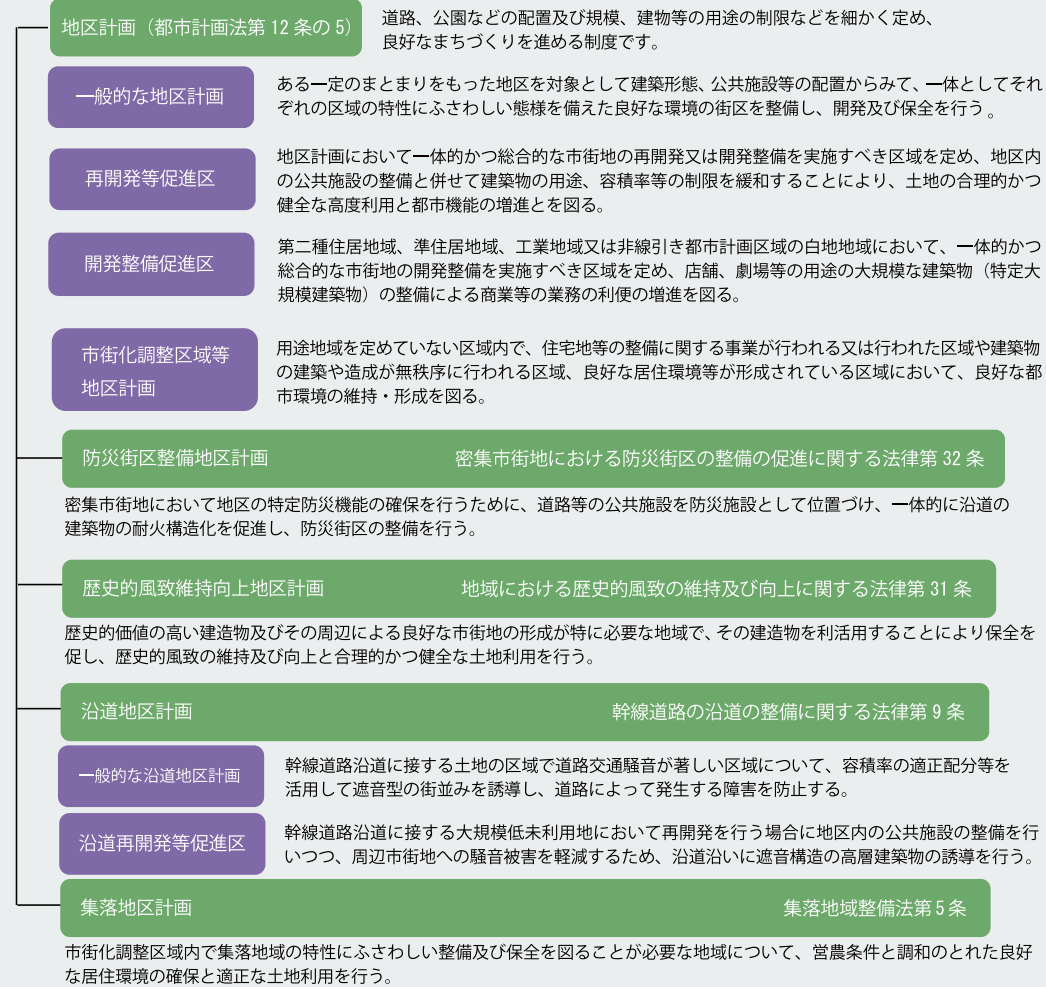 地区計画（都市計画法第 12 条の 5）
道路、公園などの配置及び規模、建物等の用途の制限などを細かく定め、
良好なまちづくりを進める制度です。
一般的な地区計画
ある一定のまとまりをもった地区を対象として建築形態、公共施設等の配置からみて、一体としてそれ
ぞれの区域の特性にふさわしい態様を備えた良好な環境の街区を整備し、開発及び保全を行う 。
再開発等促進区
地区計画において一体的かつ総合的な市街地の再開発又は開発整備を実施すべき区域を定め、地区内
の公共施設の整備と併せて建築物の用途、容積率等の制限を緩和することにより、土地の合理的かつ
健全な高度利用と都市機能の増進とを図る。
開発整備促進区
第二種住居地域、準住居地域、工業地域又は非線引き都市計画区域の白地地域において、一体的かつ
総合的な市街地の開発整備を実施すべき区域を定め、店舗、劇場等の用途の大規模な建築物（特定大
規模建築物）の整備による商業等の業務の利便の増進を図る。
市街化調整区域等
地区計画
用途地域を定めていない区域内で、住宅地等の整備に関する事業が行われる又は行われた区域や建築物
の建築や造成が無秩序に行われる区域、良好な居住環境等が形成されている区域において、良好な都
市環境の維持・形成を図る。
防災街区整備地区計画 密集市街地における防災街区の整備の促進に関する法律第 32 条
密集市街地において地区の特定防災機能の確保を行うために、道路等の公共施設を防災施設として位置づけ、一体的に沿道の
建築物の耐火構造化を促進し、防災街区の整備を行う。
歴史的風致維持向上地区計画 地域における歴史的風致の維持及び向上に関する法律第 31 条
歴史的価値の高い建造物及びその周辺による良好な市街地の形成が特に必要な地域で、その建造物を利活用することにより保全を
促し、歴史的風致の維持及び向上と合理的かつ健全な土地利用を行う。
沿道地区計画 幹線道路の沿道の整備に関する法律第 9 条
一般的な沿道地区計画
幹線道路沿道に接する土地の区域で道路交通騒音が著しい区域について、容積率の適正配分等を
活用して遮音型の街並みを誘導し、道路によって発生する障害を防止する。
沿道再開発等促進区
幹線道路沿道に接する大規模低未利用地において再開発を行う場合に地区内の公共施設の整備を行
いつつ、周辺市街地への騒音被害を軽減するため、沿道沿いに遮音構造の高層建築物の誘導を行う。
集落地区計画 集落地域整備法第 5 条
市街化調整区域内で集落地域の特性にふさわしい整備及び保全を図ることが必要な地域について、営農条件と調和のとれた良好
な居住環境の確保と適正な土地利用を行う。